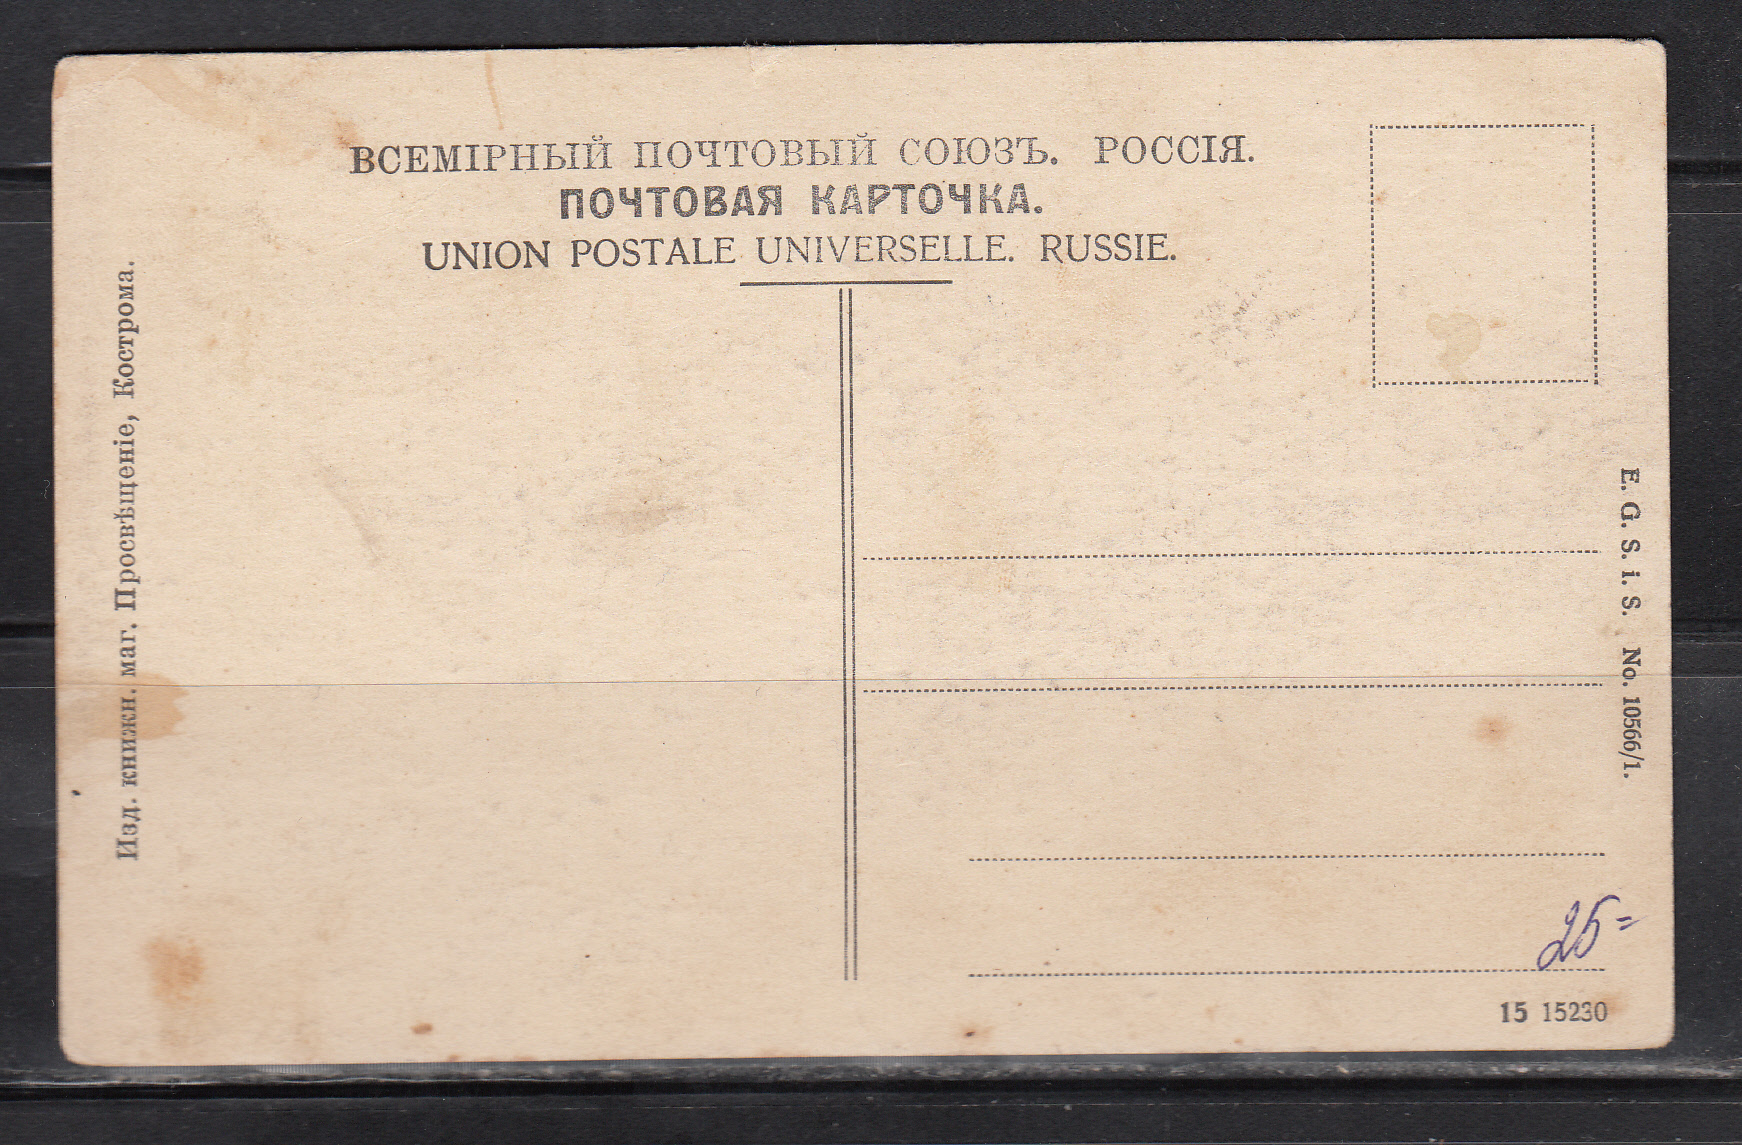 ВСЕМІРНЫЙ ПОЧТОВЫЙ СОЮЗЪ. РОССІЯ.
ПОЧТОВАЯ КАРТОЧКА.
UNION POSTALE UNIVERSELLE. RUSSIE.
Изд. книжн. маг. Просвѣщеніе, Кострома.
E. G. S. i. S. No. 10566/1.
25=
15 15230